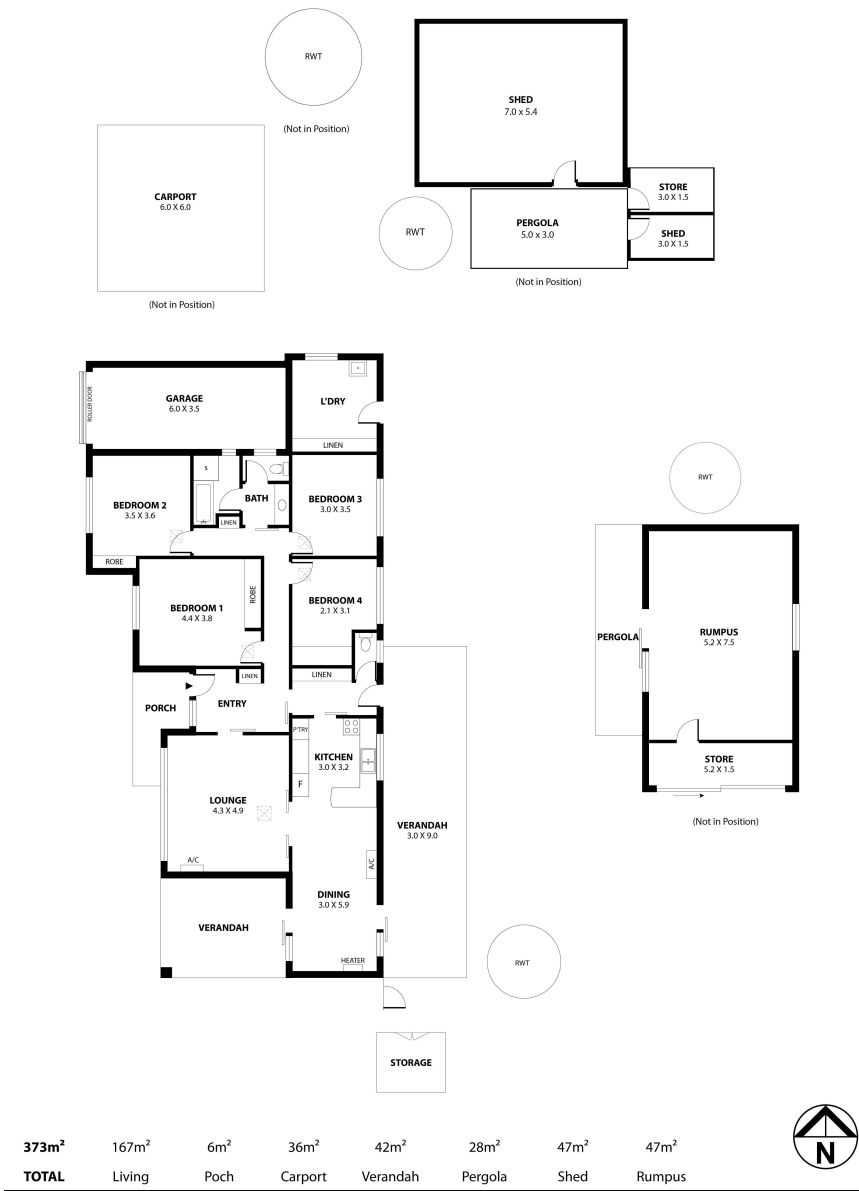 RWT
(Not in Position)
SHED
7.0 x 5.4
CARPORT
6.0 X 6.0
(Not in Position)
STORE
3.0 X 1.5
RWT
PERGOLA
5.0 x 3.0
SHED
3.0 X 1.5
(Not in Position)
ROLLER DOOR
GARAGE
6.0 X 3.5
L'DRY
LINEN
S
BATH
BEDROOM 2
3.5 X 3.6
BEDROOM 3
3.0 X 3.5
LINEN
ROBE
BEDROOM 1
4.4 X 3.8
ROBE
BEDROOM 4
2.1 X 3.1
LINEN
LINEN
PORCH
ENTRY
P'TRY
KITCHEN
3.0 X 3.2
F
LOUNGE
4.3 X 4.9
A/C
A/C
VERANDAH
3.0 X 9.0
DINING
3.0 X 5.9
VERANDAH
HEATER
RWT
STORAGE
RWT
PERGOLA
RUMPUS
5.2 X 7.5
STORE
5.2 X 1.5
(Not in Position)
N
373m² 167m² 6m² 36m² 42m² 28m² 47m² 47m²
TOTAL Living Poch Carport Verandah Pergola Shed Rumpus